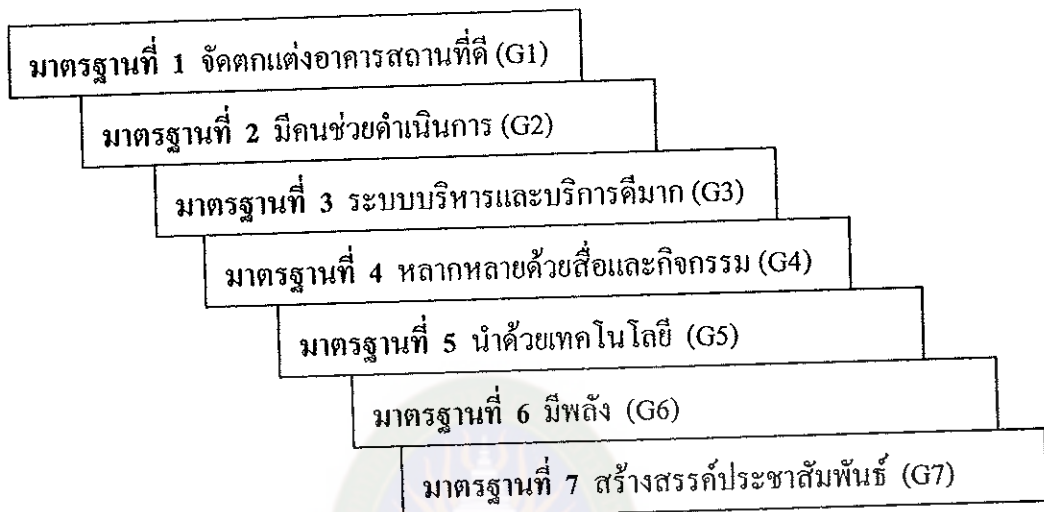 มาตรฐานที่ 1 จัดตกแต่งอาคารสถานที่ดี (G1)
มาตรฐานที่ 2 มีคนช่วยดำเนินการ (G2)
มาตรฐานที่ 3 ระบบบริหารและบริการดีมาก (G3)
มาตรฐานที่ 4 หลากหลายด้วยสื่อและกิจกรรม (G4)
มาตรฐานที่ 5 นำด้วยเทคโนโลยี (G5)
มาตรฐานที่ 6 มีพลัง (G6)
มาตรฐานที่ 7 สร้างสรรค์ประชาสัมพันธ์ (G7)